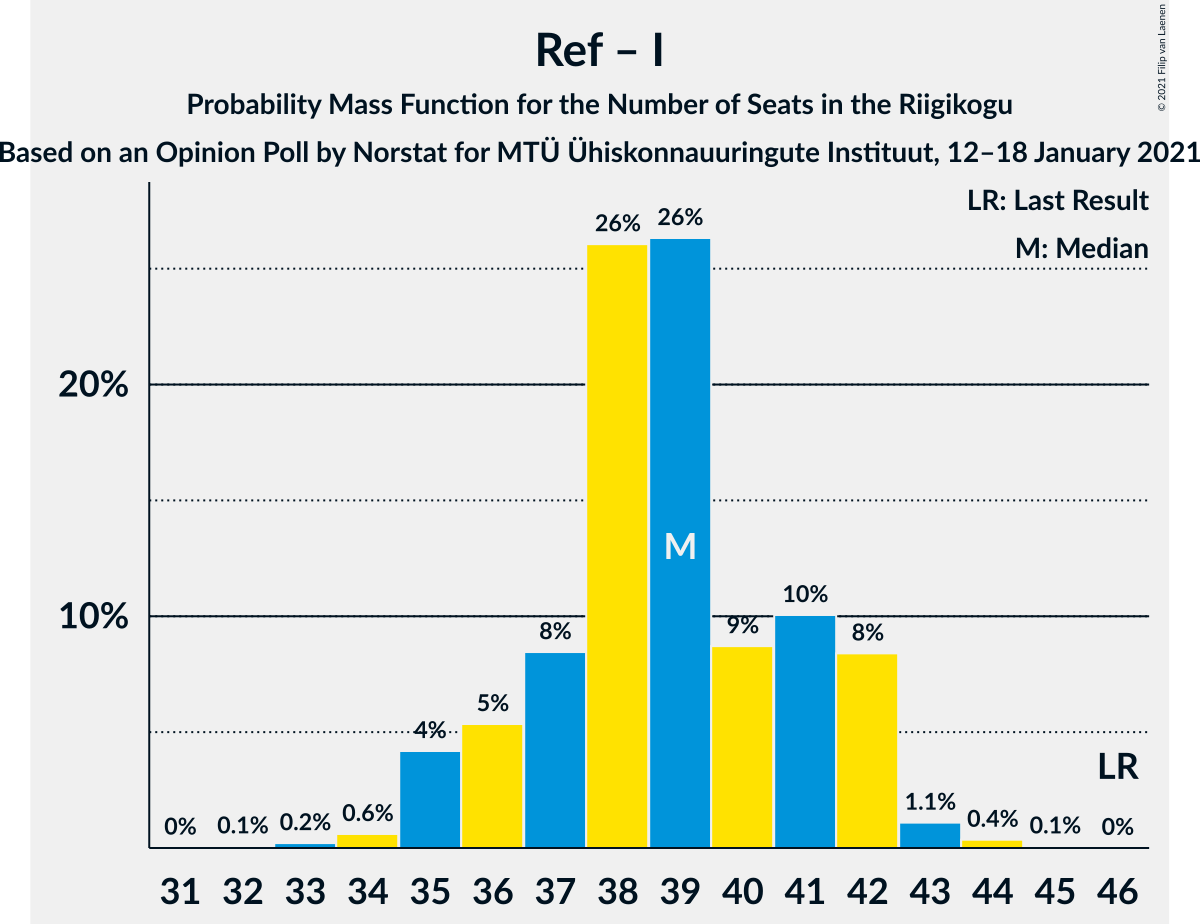 Ref – I
Probability Mass Function for the Number of Seats in the Riigikogu
Based on an Opinion Poll by Norstat for MTÜ Ühiskonnauuringute Instituut, 12–18 January 2021
© 2021 Filip van Laenen
LR: Last Result
M: Median
20%
10%
0% 0.1% 0.2% 0.6% 4% 5% 8% 26% 26% 9% 10% 8% 1.1% 0.4% 0.1% 0%
M
LR
31 32 33 34 35 36 37 38 39 40 41 42 43 44 45 46